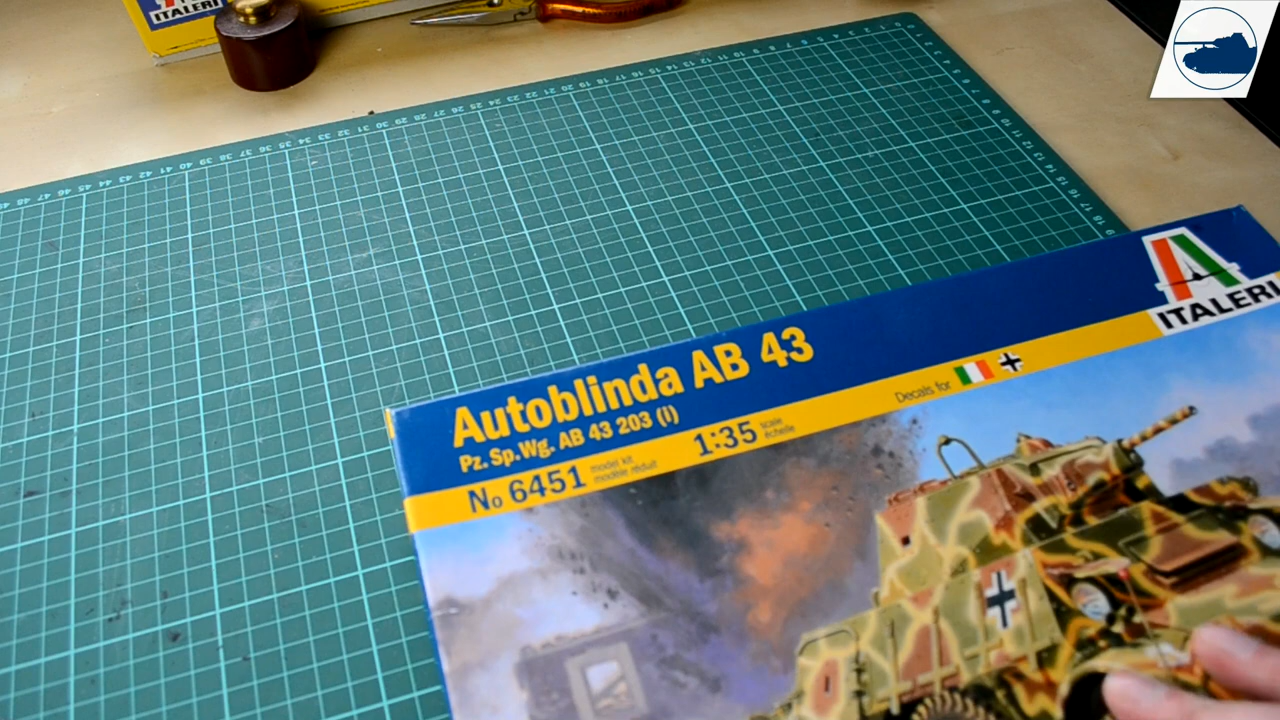 ITALERI
ITALERI
Autoblinda AB 43
Pz. Sp. Wg. AB 43 203 (I)
No 6451 model kit modèle réduit 1:35 scale échelle
Decals for